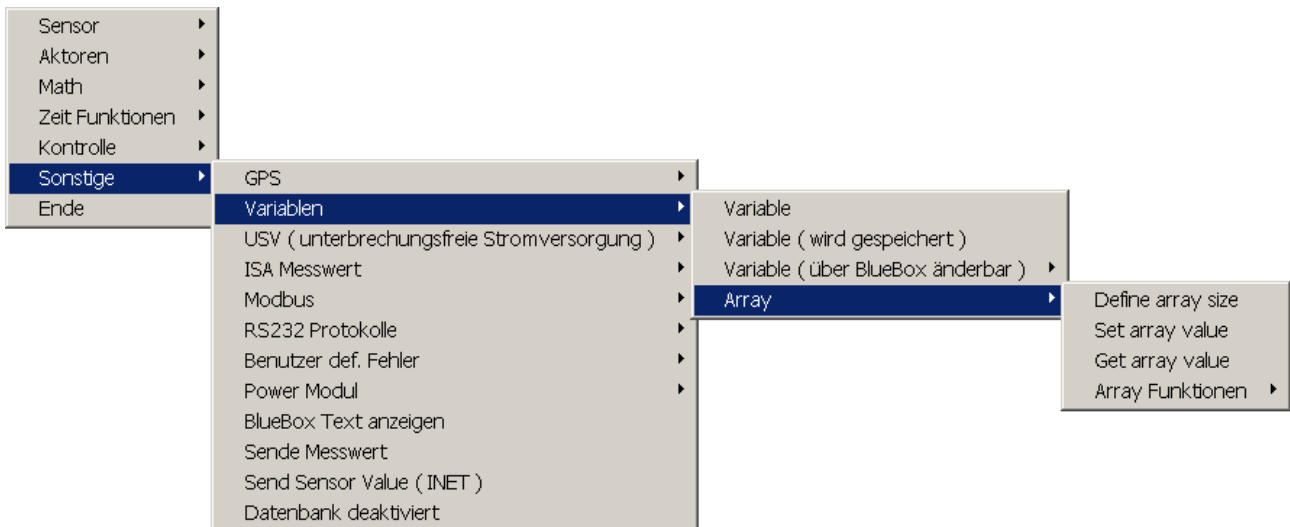 Sensor
Aktoren
Math
Zeit Funktionen
Kontrolle
Sonstige
Ende
GPS
Variablen
USV ( unterbrechungsfreie Stromversorgung )
ISA Messwert
Modbus
RS232 Protokolle
Benutzer def. Fehler
Power Modul
BlueBox Text anzeigen
Sende Messwert
Send Sensor Value ( INET )
Datenbank deaktiviert
Variable
Variable ( wird gespeichert )
Variable ( über BlueBox änderbar )
Array
Define array size
Set array value
Get array value
Array Funktionen